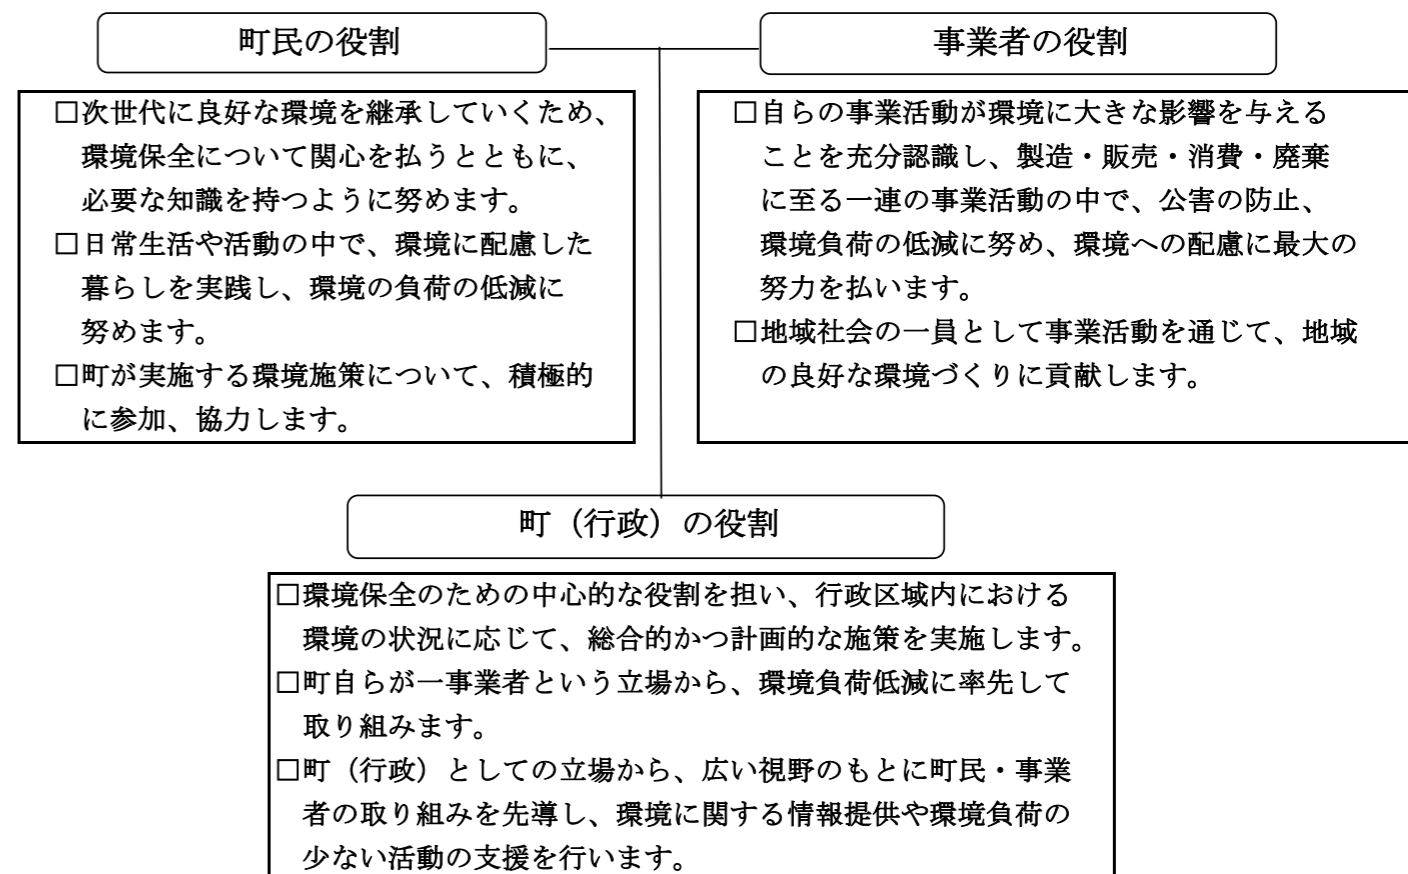 町民の役割
□次世代に良好な環境を継承していくため、
環境保全について関心を払うとともに、
必要な知識を持つように努めます。
□日常生活や活動の中で、環境に配慮した
暮らしを実践し、環境の負荷の低減に
努めます。
□町が実施する環境施策について、積極的
に参加、協力します。
事業者の役割
□自らの事業活動が環境に大きな影響を与える
ことを充分認識し、製造・販売・消費・廃棄
に至る一連の事業活動の中で、公害の防止、
環境負荷の低減に努め、環境への配慮に最大の
努力を払います。
□地域社会の一員として事業活動を通じて、地域
の良好な環境づくりに貢献します。
町（行政）の役割
□環境保全のための中心的な役割を担い、行政区域内における
環境の状況に応じて、総合的かつ計画的な施策を実施します。
□町自らが一事業者という立場から、環境負荷低減に率先して
取り組みます。
□町（行政）としての立場から、広い視野のもとに町民・事業
者の取り組みを先導し、環境に関する情報提供や環境負荷の
少ない活動の支援を行います。